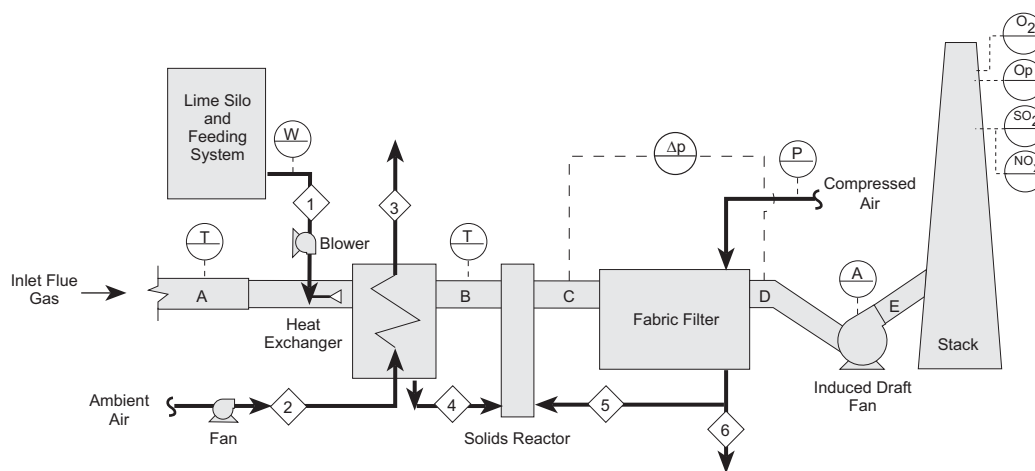 O2
Op
SO2
NO
Lime Silo
and
Feeding
System
W
Δp
P
1
3
Compressed
Air
T
T
Blower
A
Inlet Flue
Gas
A
B
C
D
E
Heat
Exchanger
Fabric Filter
Stack
Induced Draft
Fan
Ambient
Air
2
4
5
6
Fan
Solids Reactor